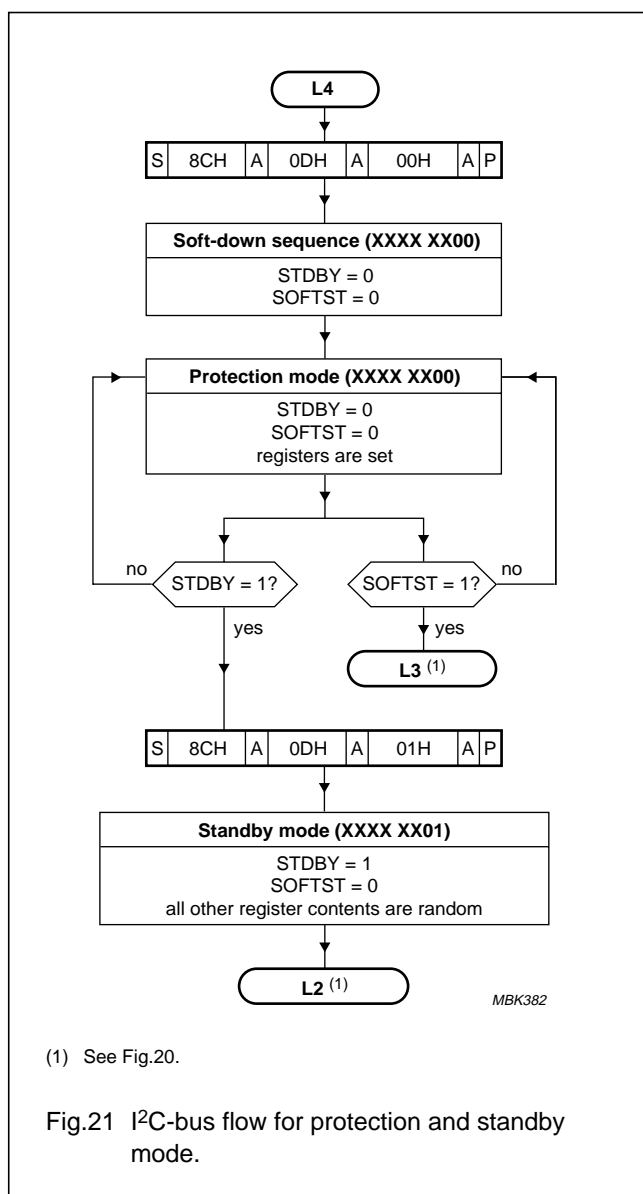 L4
S 8CH A 0DH A 00H A P
Soft-down sequence (XXXX XX00)
STDBY = 0
SOFTST = 0
Protection mode (XXXX XX00)
STDBY = 0
SOFTST = 0
registers are set
no STDBY = 1? SOFTST = 1? no
yes yes
L3 (1)
S 8CH A 0DH A 01H A P
Standby mode (XXXX XX01)
STDBY = 1
SOFTST = 0
all other register contents are random
L2 (1)
MBK382
(1) See Fig.20.
Fig.21 I²C-bus flow for protection and standby
mode.